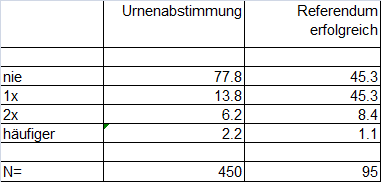 Urnenabstimmung Referendum
erfolgreich
nie 77.8 45.3
1x 13.8 45.3
2x 6.2 8.4
häufiger 2.2 1.1
N= 450 95